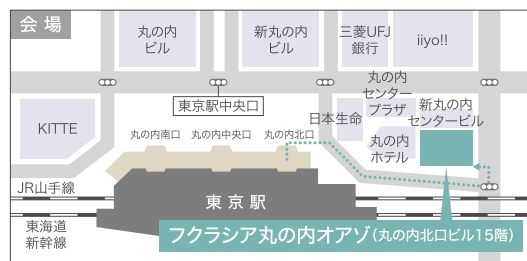 会場
丸の内
ビル
新丸の内
ビル
三菱UFJ
銀行
iiyo!!
東京駅中央口
丸の内
センター
プラザ
新丸の内
センタービル
日本生命
丸の内
ホテル
KITTE
丸の内南口
丸の内中央口
丸の内北口
JR山手線
東京駅
東海道
新幹線
フクラシア丸の内オアゾ(丸の内北口ビル15階)